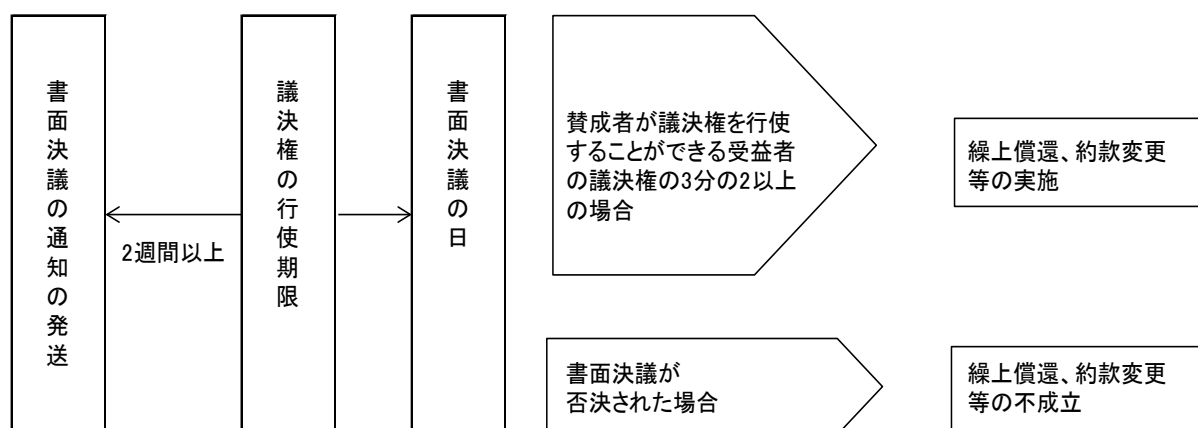 書面決議の通知の発送
2週間以上
議決権の行使期限
書面決議の日
賛成者が議決権を行使
することができる受益者
の議決権の3分の2以上
の場合
繰上償還、約款変更
等の実施
書面決議が
否決された場合
繰上償還、約款変更
等の不成立